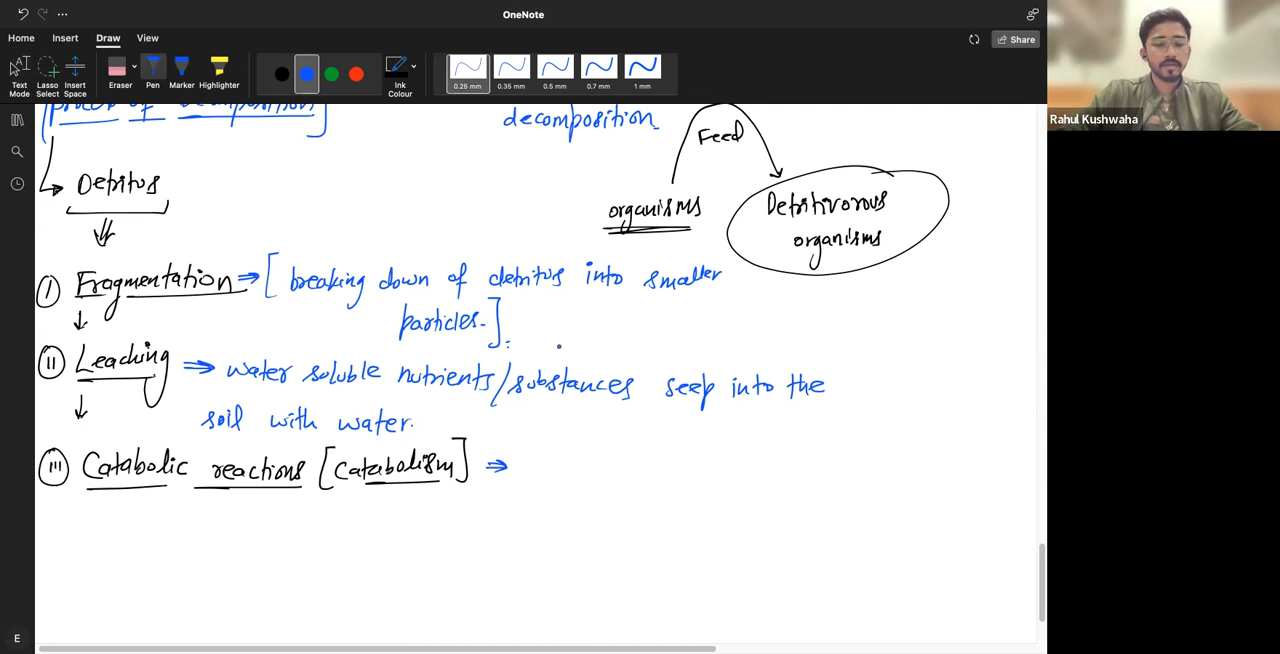 OneNote
Home Insert Draw View
Share
Text Mode
Lasso Select
Insert Space
Eraser
Pen
Marker
Highlighter
Ink Colour
0.25 mm 0.35 mm 0.5 mm 0.7 mm 1 mm
Rahul Kushwaha
of decomposition]
decomposition.
Feed
Detritus
organisms
Detritivorous
organisms
(I) Fragmentation ⇒ [breaking down of detritus into smaller
particles.]
(II) Leaching ⇒ water soluble nutrients/substances seep into the
soil with water.
(III) Catabolic reactions [Catabolism] ⇒
E